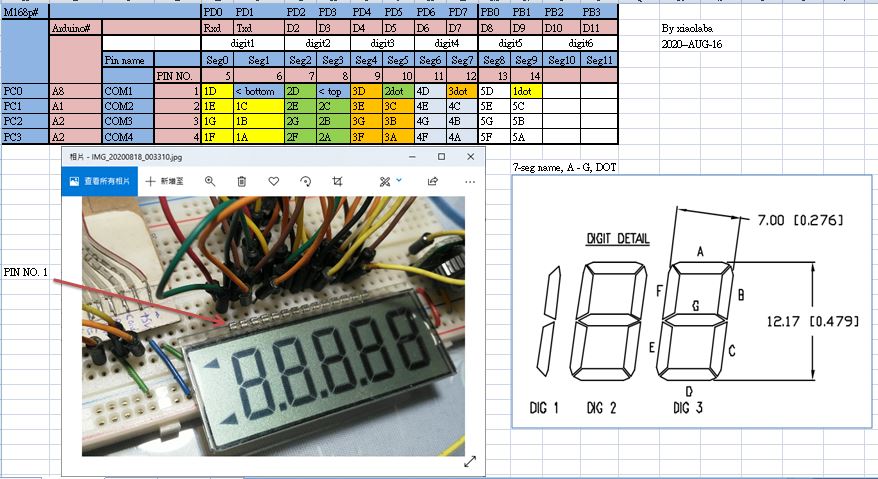 M168p# PD0 PD1 PD2 PD3 PD4 PD5 PD6 PD7 PB0 PB1 PB2 PB3
Arduino# Rxd Txd D2 D3 D4 D5 D6 D7 D8 D9 D10 D11
digit1 digit2 digit3 digit4 digit5 digit6
Pin name Seg0 Seg1 Seg2 Seg3 Seg4 Seg5 Seg6 Seg7 Seg8 Seg9 Seg10 Seg11
PIN NO. 5 6 7 8 9 10 11 12 13 14
PC0 A8 COM1 1 1D < bottom 2D < top 3D 2dot 4D 3dot 5D 1dot
PC1 A1 COM2 2 1E 1C 2E 2C 3E 3C 4E 4C 5E 5C
PC2 A2 COM3 3 1G 1B 2G 2B 3G 3B 4G 4B 5G 5B
PC3 A2 COM4 4 1F 1A 2F 2A 3F 3A 4F 4A 5F 5A
By xiaolaba
2020-AUG-16
相片 - IMG_20200818_003310.jpg
查看所有相片
新增至
PIN NO. 1
8.8.8.8.8
7-seg name, A - G, DOT
7.00 [0.276]
DIGIT DETAIL
A
F
B
G
12.17 [0.479]
E
C
D
DIG 1 DIG 2 DIG 3